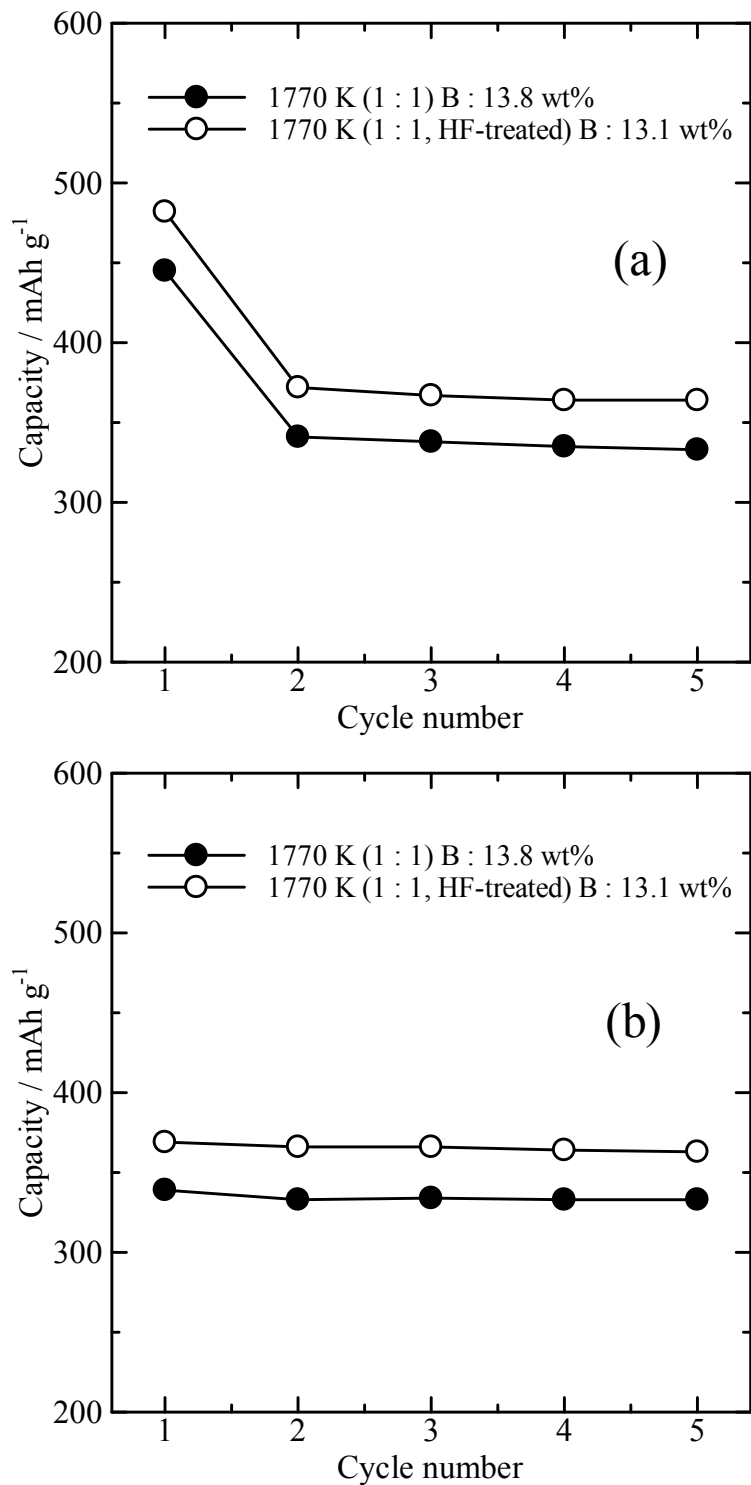 600
1770 K (1 : 1) B : 13.8 wt%
1770 K (1 : 1, HF-treated) B : 13.1 wt%
500
(a)
400
Capacity / mAh g-1
300
200
1 2 3 4 5
Cycle number
600
1770 K (1 : 1) B : 13.8 wt%
1770 K (1 : 1, HF-treated) B : 13.1 wt%
500
(b)
400
Capacity / mAh g-1
300
200
1 2 3 4 5
Cycle number